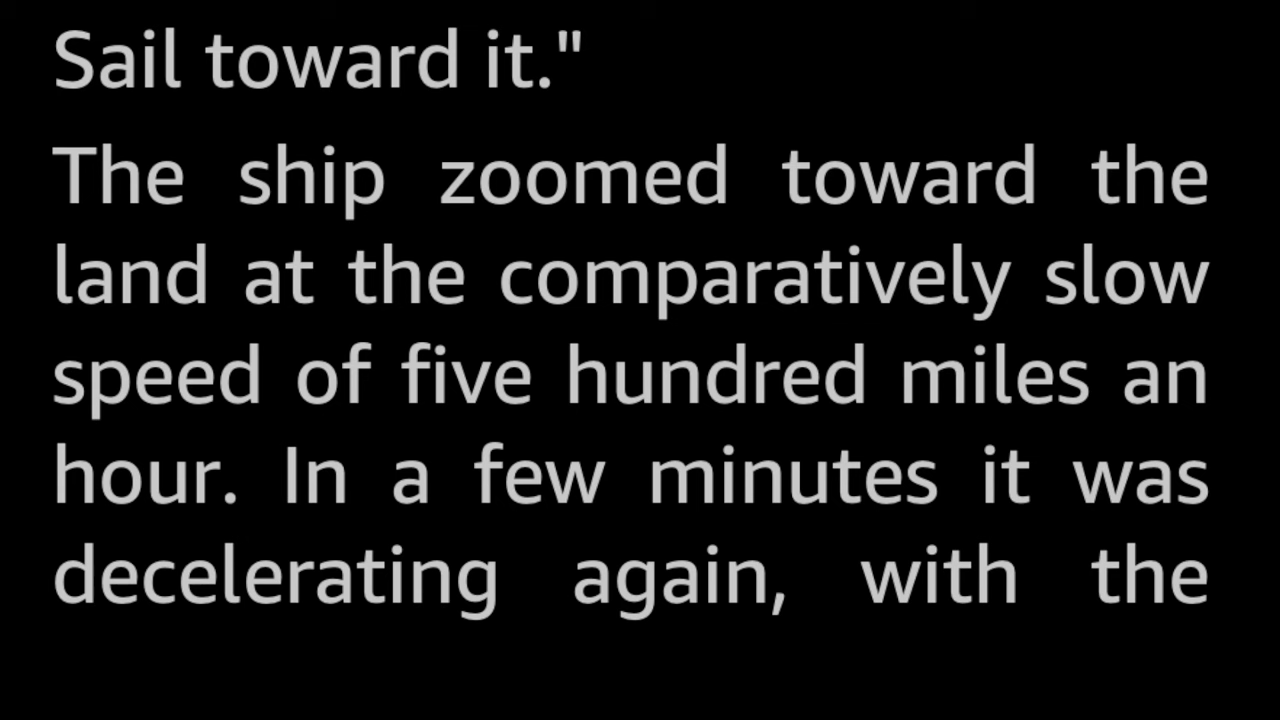 Sail toward it."
The ship zoomed toward the
land at the comparatively slow
speed of five hundred miles an
hour. In a few minutes it was
decelerating again, with the